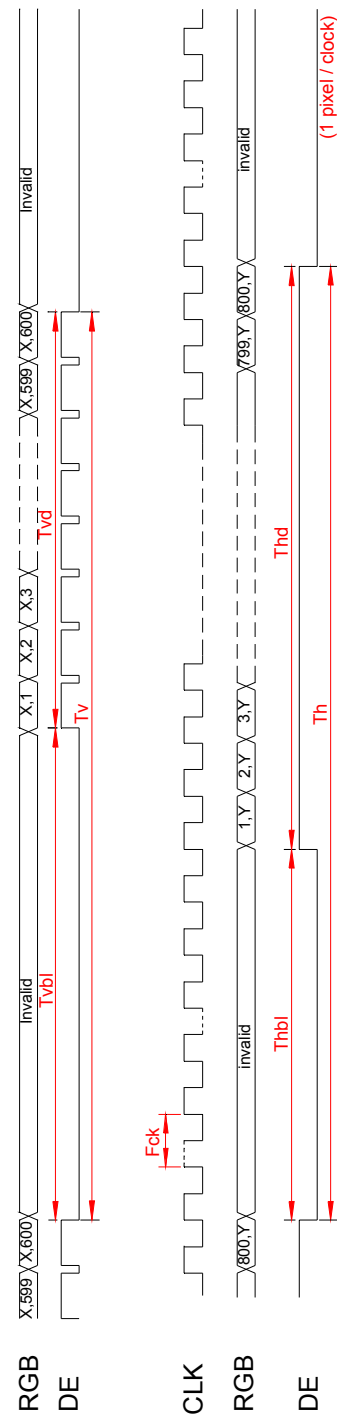 RGB
X,599
X,600
Invalid
X,1
X,2
X,3
X,599
X,600
Invalid
DE
Tvbl
Tvd
Tv
CLK
Fck
RGB
800,Y
invalid
1,Y
2,Y
3,Y
799,Y
800,Y
invalid
DE
Thbl
Thd
Th
(1 pixel / clock)